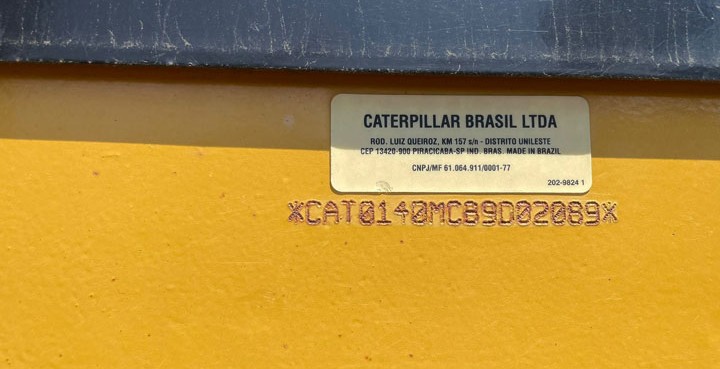 CATERPILLAR BRASIL LTDA
ROD. LUIZ QUEIROZ, KM 157 s/n - DISTRITO UNILESTE
CEP 13420-900 PIRACICABA-SP IND. BRAS. MADE IN BRAZIL
CNPJ/MF 61.064.911/0001-77
202-9824 1
*CAT0140MCB9D02089*